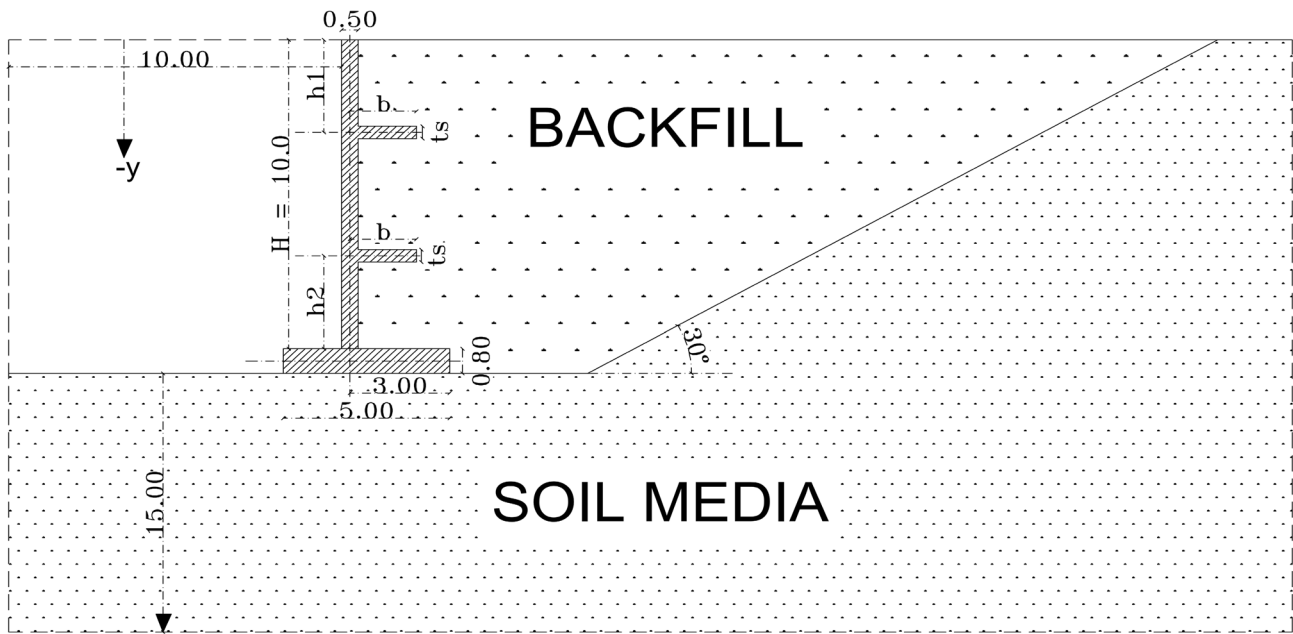 0.50
10.00
h1
b
ts
BACKFILL
-y
H = 10.0
b
ts
h2
30°
0.80
3.00
5.00
15.00
SOIL MEDIA